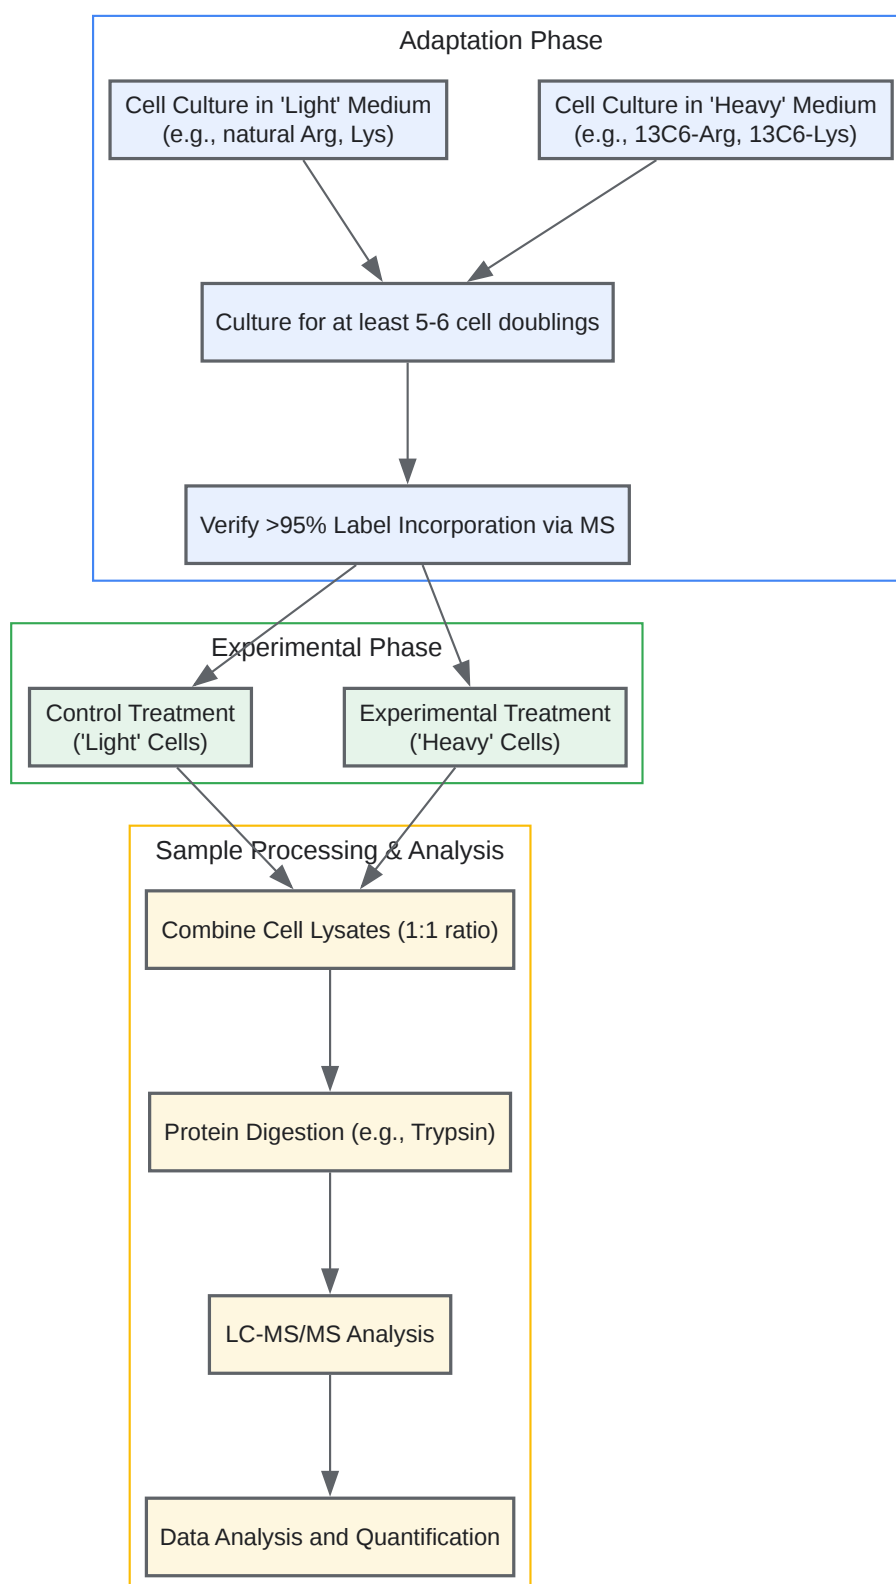 Adaptation Phase
Cell Culture in 'Light' Medium
(e.g., natural Arg, Lys)
Cell Culture in 'Heavy' Medium
(e.g., 13C6-Arg, 13C6-Lys)
Culture for at least 5-6 cell doublings
Verify >95% Label Incorporation via MS
Experimental Phase
Control Treatment
('Light' Cells)
Experimental Treatment
('Heavy' Cells)
Sample Processing & Analysis
Combine Cell Lysates (1:1 ratio)
Protein Digestion (e.g., Trypsin)
LC-MS/MS Analysis
Data Analysis and Quantification